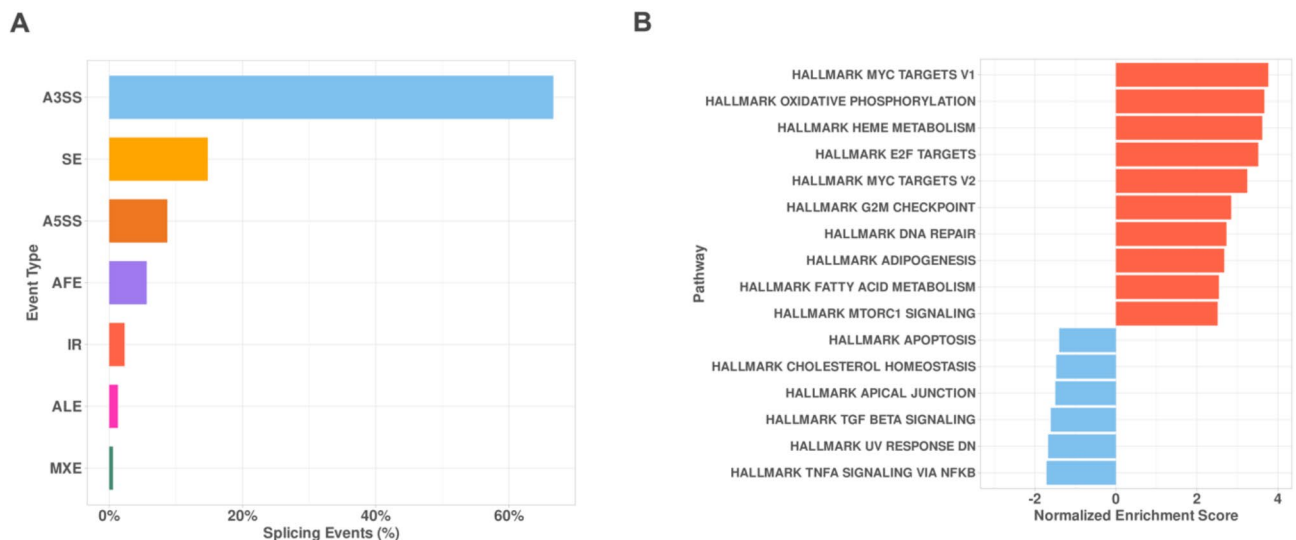 A
Event Type
A3SS
SE
A5SS
AFE
IR
ALE
MXE
0% 20% 40% 60%
Splicing Events (%)
B
Pathway
HALLMARK MYC TARGETS V1
HALLMARK OXIDATIVE PHOSPHORYLATION
HALLMARK HEME METABOLISM
HALLMARK E2F TARGETS
HALLMARK MYC TARGETS V2
HALLMARK G2M CHECKPOINT
HALLMARK DNA REPAIR
HALLMARK ADIPOGENESIS
HALLMARK FATTY ACID METABOLISM
HALLMARK MTORC1 SIGNALING
HALLMARK APOPTOSIS
HALLMARK CHOLESTEROL HOMEOSTASIS
HALLMARK APICAL JUNCTION
HALLMARK TGF BETA SIGNALING
HALLMARK UV RESPONSE DN
HALLMARK TNFA SIGNALING VIA NFKB
-2 0 2 4
Normalized Enrichment Score